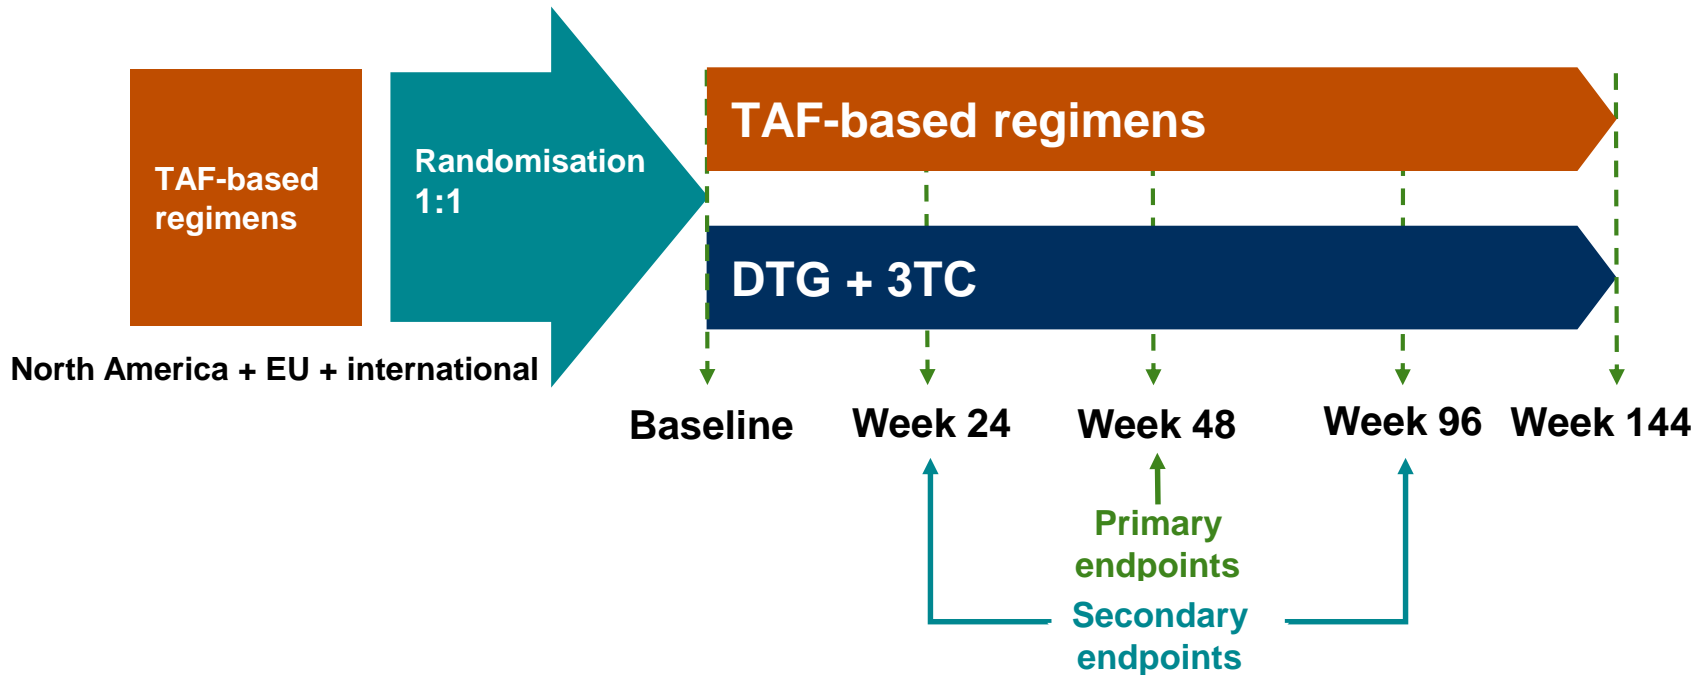 TAF-based
regimens
Randomisation
1:1
North America + EU + international
TAF-based regimens
DTG + 3TC
Baseline
Week 24
Week 48
Week 96
Week 144
Primary
endpoints
Secondary
endpoints